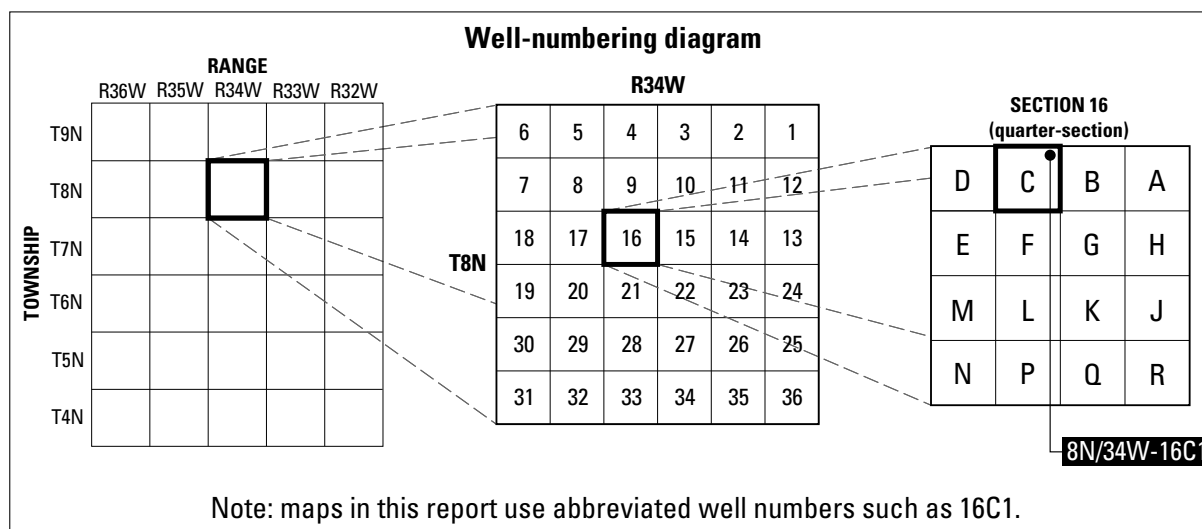 Well-numbering diagram
RANGE
R36W R35W R34W R33W R32W
TOWNSHIP
T9N
T8N
T7N
T6N
T5N
T4N
R34W
T8N
6 5 4 3 2 1
7 8 9 10 11 12
18 17 16 15 14 13
19 20 21 22 23 24
30 29 28 27 26 25
31 32 33 34 35 36
SECTION 16
(quarter-section)
D C B A
E F G H
M L K J
N P Q R
8N/34W-16C1
Note: maps in this report use abbreviated well numbers such as 16C1.